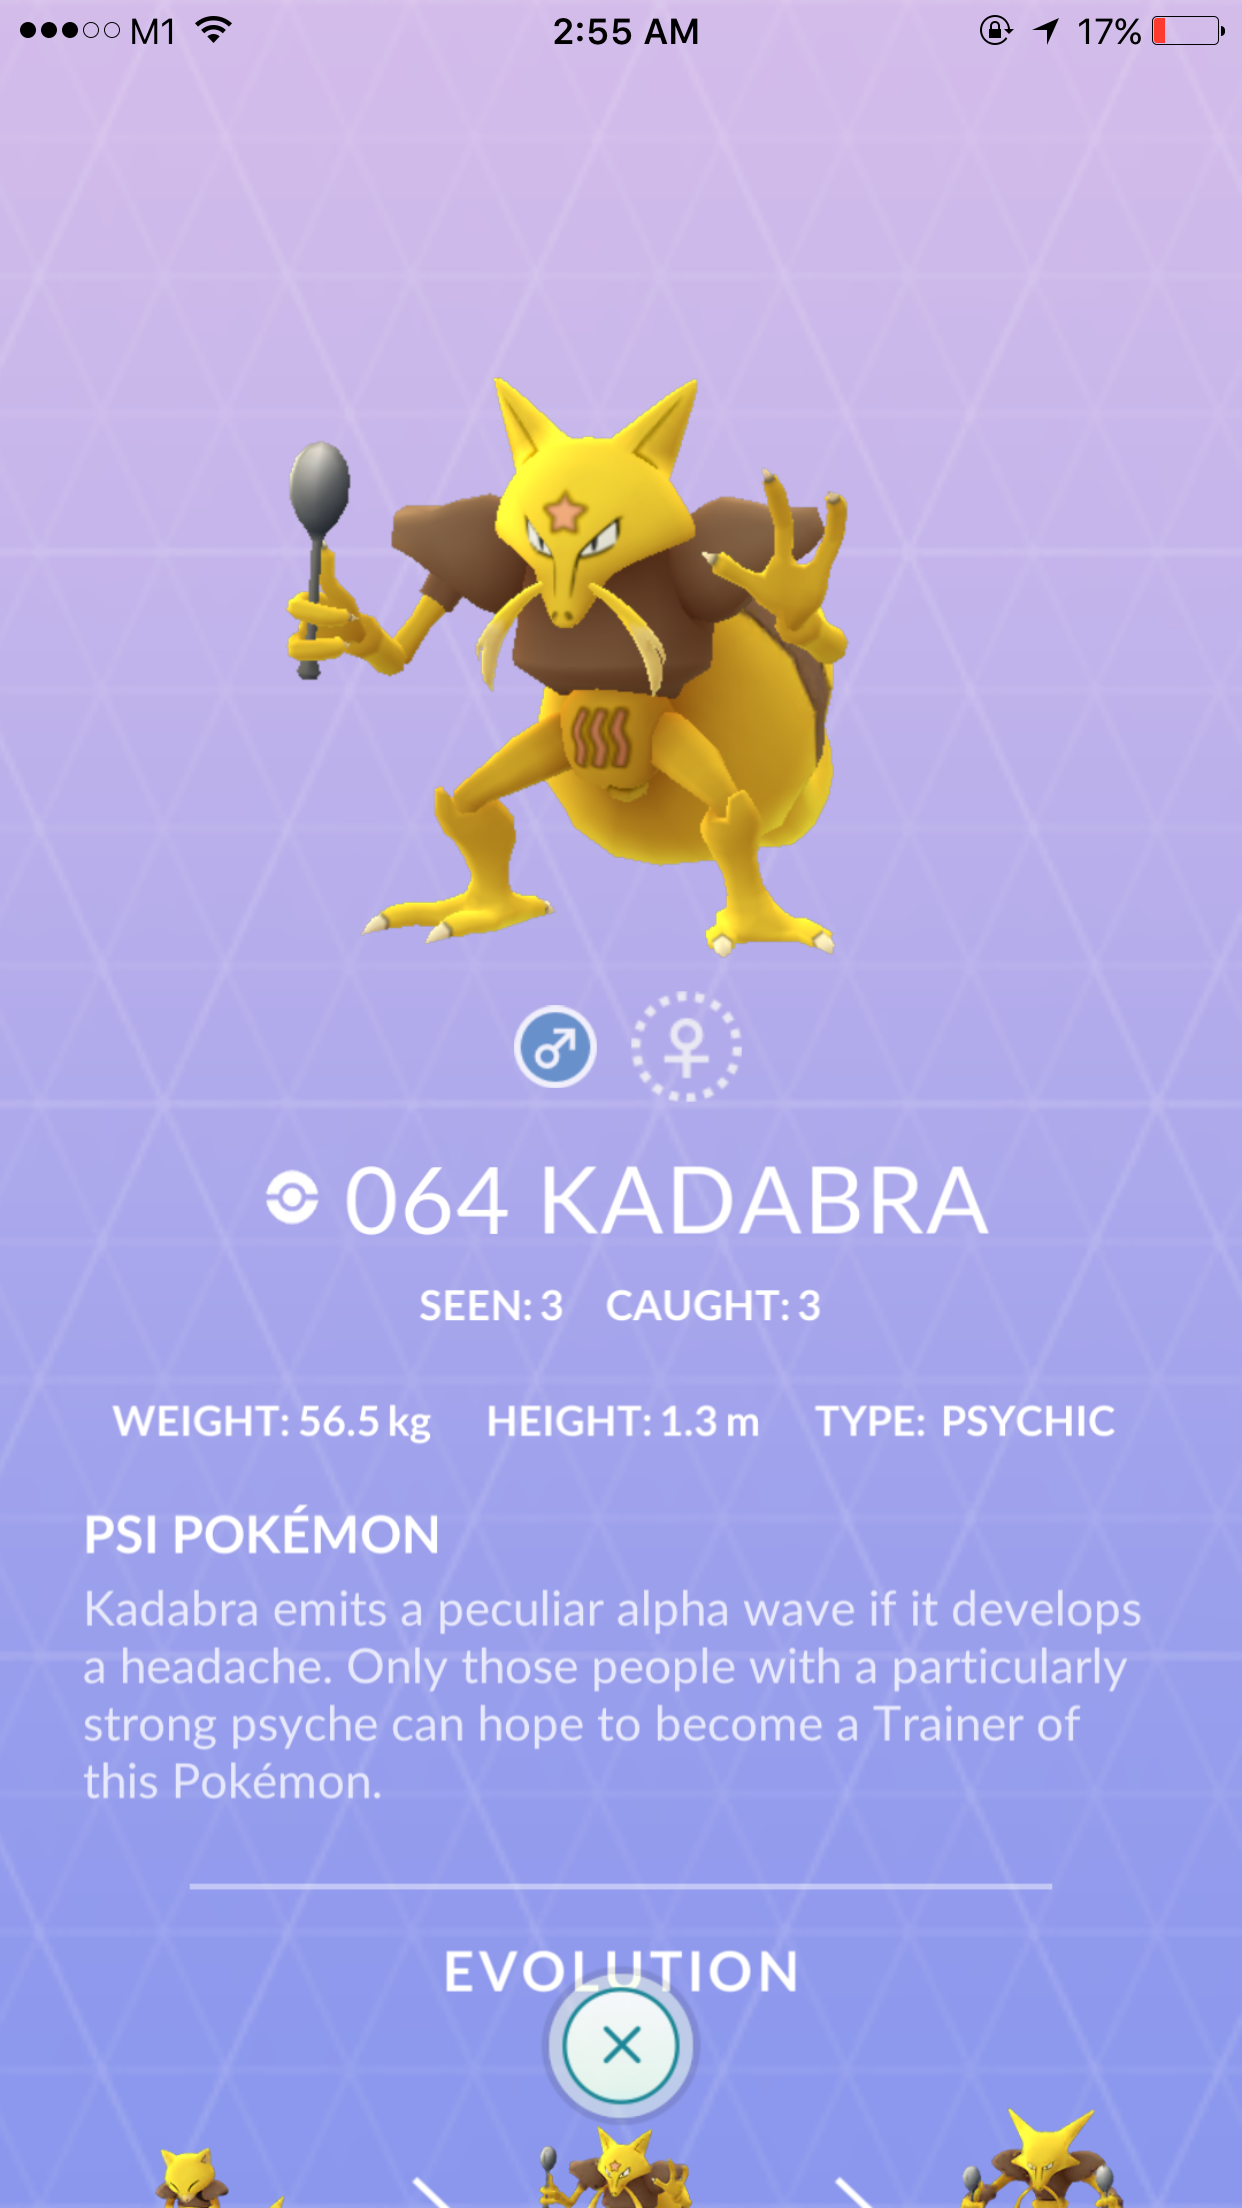 M1 2:55 AM 17%
064 KADABRA
SEEN: 3 CAUGHT: 3
WEIGHT: 56.5 kg HEIGHT: 1.3 m TYPE: PSYCHIC
PSI POKÉMON
Kadabra emits a peculiar alpha wave if it develops
a headache. Only those people with a particularly
strong psyche can hope to become a Trainer of
this Pokémon.
EVOLUTION